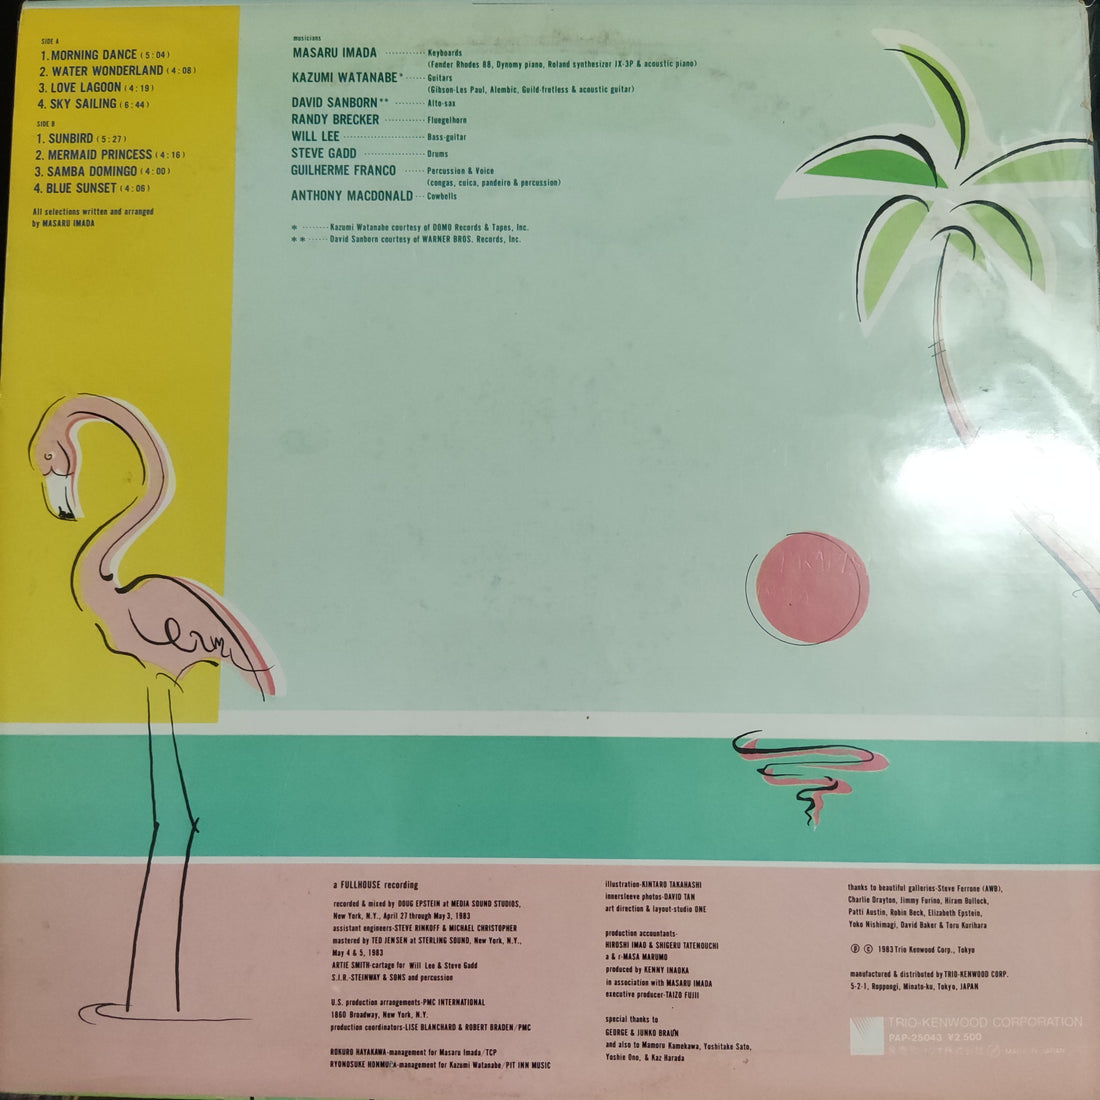 SIDE A
1. MORNING DANCE (5:04)
2. WATER WONDERLAND (4:08)
3. LOVE LAGOON (4:19)
4. SKY SAILING (6:44)
SIDE B
1. SUNBIRD (5:27)
2. MERMAID PRINCESS (4:16)
3. SAMBA DOMINGO (4:00)
4. BLUE SUNSET (4:06)
All selections written and arranged
by MASARU IMADA
musicians
MASARU IMADA ············ Keyboards
(Fender Rhodes 88, Dynomy piano, Roland synthesizer JX-3P & acoustic piano)
KAZUMI WATANABE* ······ Guitars
(Gibson-Les Paul, Alembic, Guild-fretless & acoustic guitar)
DAVID SANBORN** ········· Alto-sax
RANDY BRECKER ············ Fluegelhorn
WILL LEE ························ Bass-guitar
STEVE GADD ·················· Drums
GUILHERME FRANCO ······ Percussion & Voice
(congas, cuica, pandeiro & percussion)
ANTHONY MACDONALD ··· Cowbells
* ········ Kazumi Watanabe courtesy of DOMO Records & Tapes, Inc.
** ······ David Sanborn courtesy of WARNER BROS. Records, Inc.
a FULLHOUSE recording
recorded & mixed by DOUG EPSTEIN at MEDIA SOUND STUDIOS,
New York, N.Y., April 27 through May 3, 1983
assistant engineers-STEVE RINKOFF & MICHAEL CHRISTOPHER
mastered by TED JENSEN at STERLING SOUND, New York, N.Y.,
May 4 & 5, 1983
ARTIE SMITH-cartage for Will Lee & Steve Gadd
S.I.R.-STEINWAY & SONS and percussion
U.S. production arrangements-PMC INTERNATIONAL
1860 Broadway, New York, N.Y.
production coordinators-LISE BLANCHARD & ROBERT BRADEN/PMC
ROKURO HAYAKAWA-management for Masaru Imada/TCP
RYONOSUKE HONMURA-management for Kazumi Watanabe/PIT INN MUSIC
illustration-KINTARO TAKAHASHI
innersleeve photos-DAVID TAN
art direction & layout-studio ONE
production accountants-
HIROSHI IMAO & SHIGERU TATENOUCHI
a & r-MASA MARUMO
produced by KENNY INAOKA
in association with MASARU IMADA
executive producer-TAIZO FUJII
special thanks to
GEORGE & JUNKO BRAUN
and also to Mamoru Kamekawa, Yoshitake Sato,
Yoshie Ono, & Kaz Harada
thanks to beautiful galleries-Steve Ferrone (AWB),
Charlie Drayton, Jimmy Farino, Hiram Bullock,
Patti Austin, Robin Beck, Elizabeth Epstein,
Yoko Nishimagi, David Baker & Toru Kurihara
℗ © 1983 Trio Kenwood Corp., Tokyo
manufactured & distributed by TRIO-KENWOOD CORP.
5-2-1, Roppongi, Minato-ku, Tokyo, JAPAN
TRIO-KENWOOD CORPORATION
PAP-25043 ¥2,500
MADE IN JAPAN